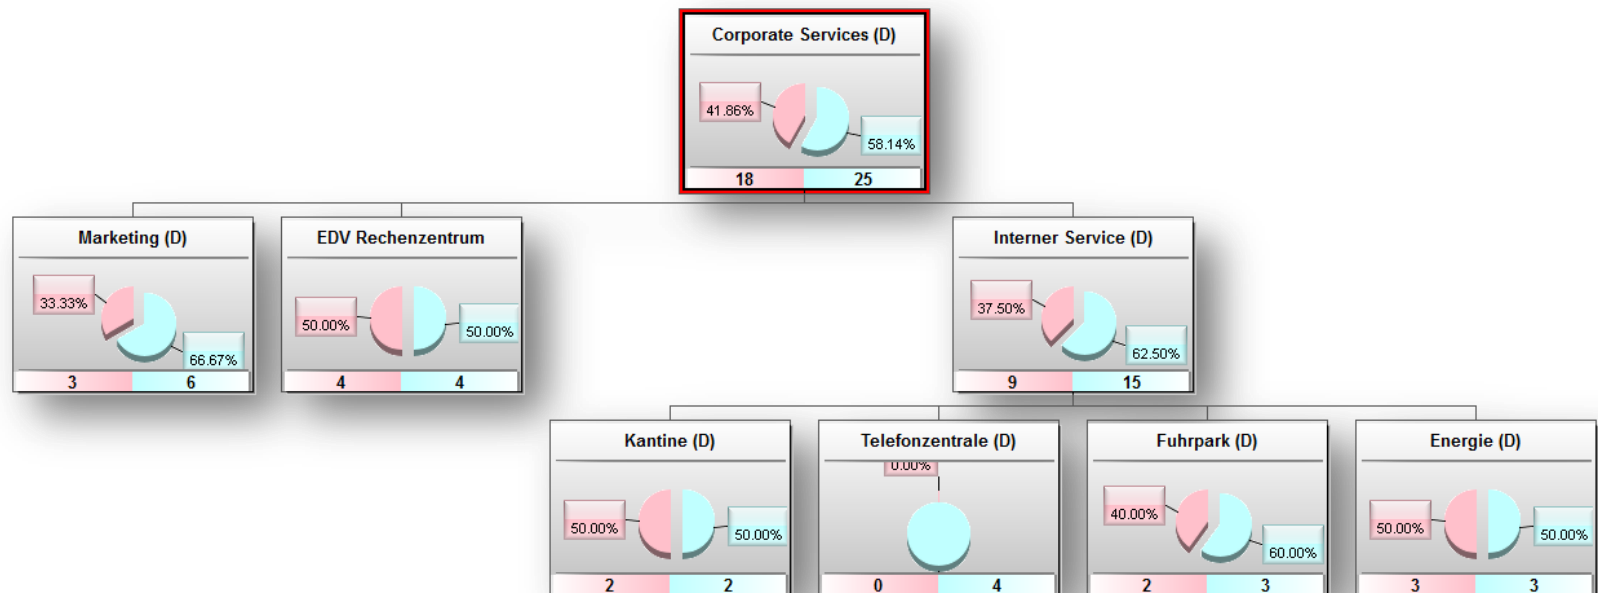 Corporate Services (D)
41.86%
58.14%
18 25
Marketing (D)
33.33%
66.67%
3 6
EDV Rechenzentrum
50.00%
50.00%
4 4
Interner Service (D)
37.50%
62.50%
9 15
Kantine (D)
50.00%
50.00%
2 2
Telefonzentrale (D)
0.00%
0 4
Fuhrpark (D)
40.00%
60.00%
2 3
Energie (D)
50.00%
50.00%
3 3